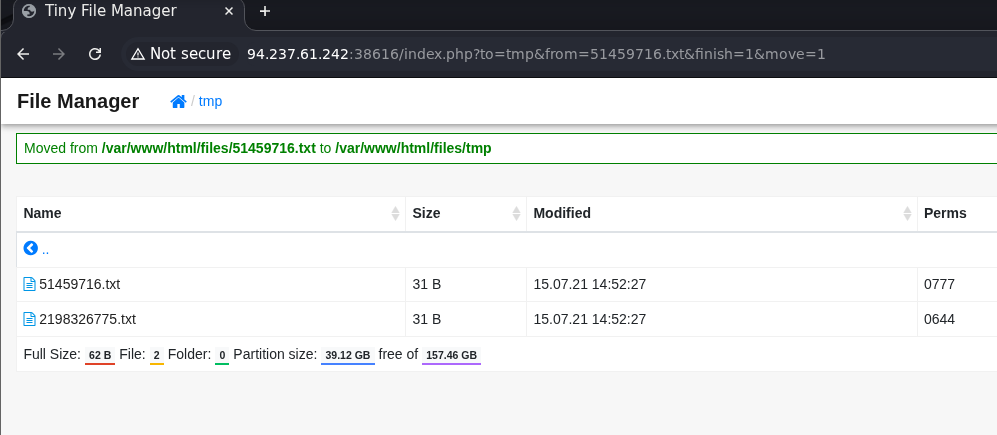 Tiny File Manager
Not secure 94.237.61.242:38616/index.php?to=tmp&from=51459716.txt&finish=1&move=1
File Manager / tmp
Moved from /var/www/html/files/51459716.txt to /var/www/html/files/tmp
Name Size Modified Perms
..
51459716.txt 31 B 15.07.21 14:52:27 0777
2198326775.txt 31 B 15.07.21 14:52:27 0644
Full Size: 62 B File: 2 Folder: 0 Partition size: 39.12 GB free of 157.46 GB